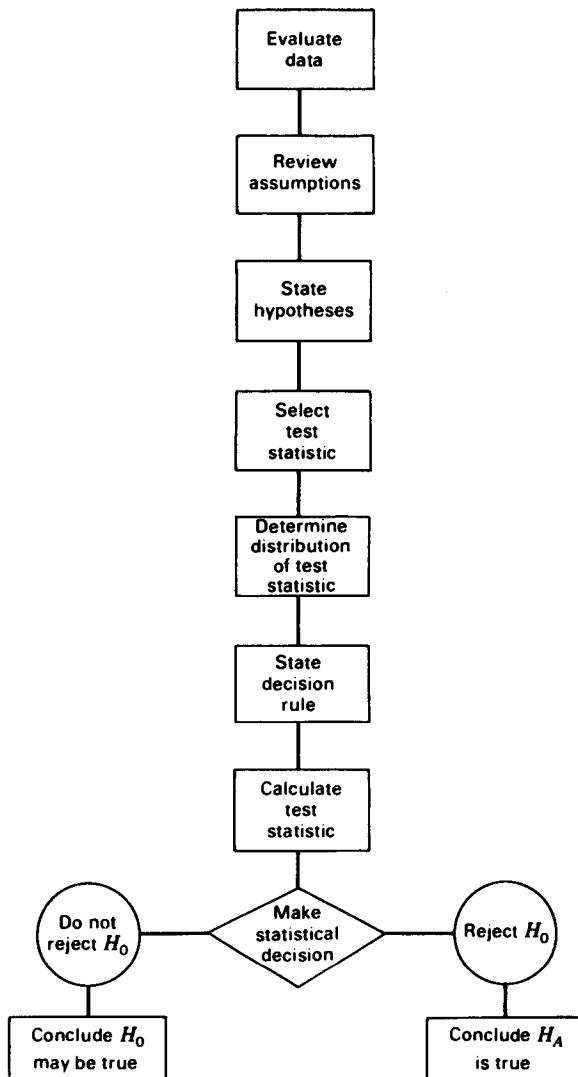 Evaluate
data
Review
assumptions
State
hypotheses
Select
test
statistic
Determine
distribution
of test
statistic
State
decision
rule
Calculate
test
statistic
Make
statistical
decision
Do not
reject H₀
Reject H₀
Conclude H₀
may be true
Conclude H_A
is true